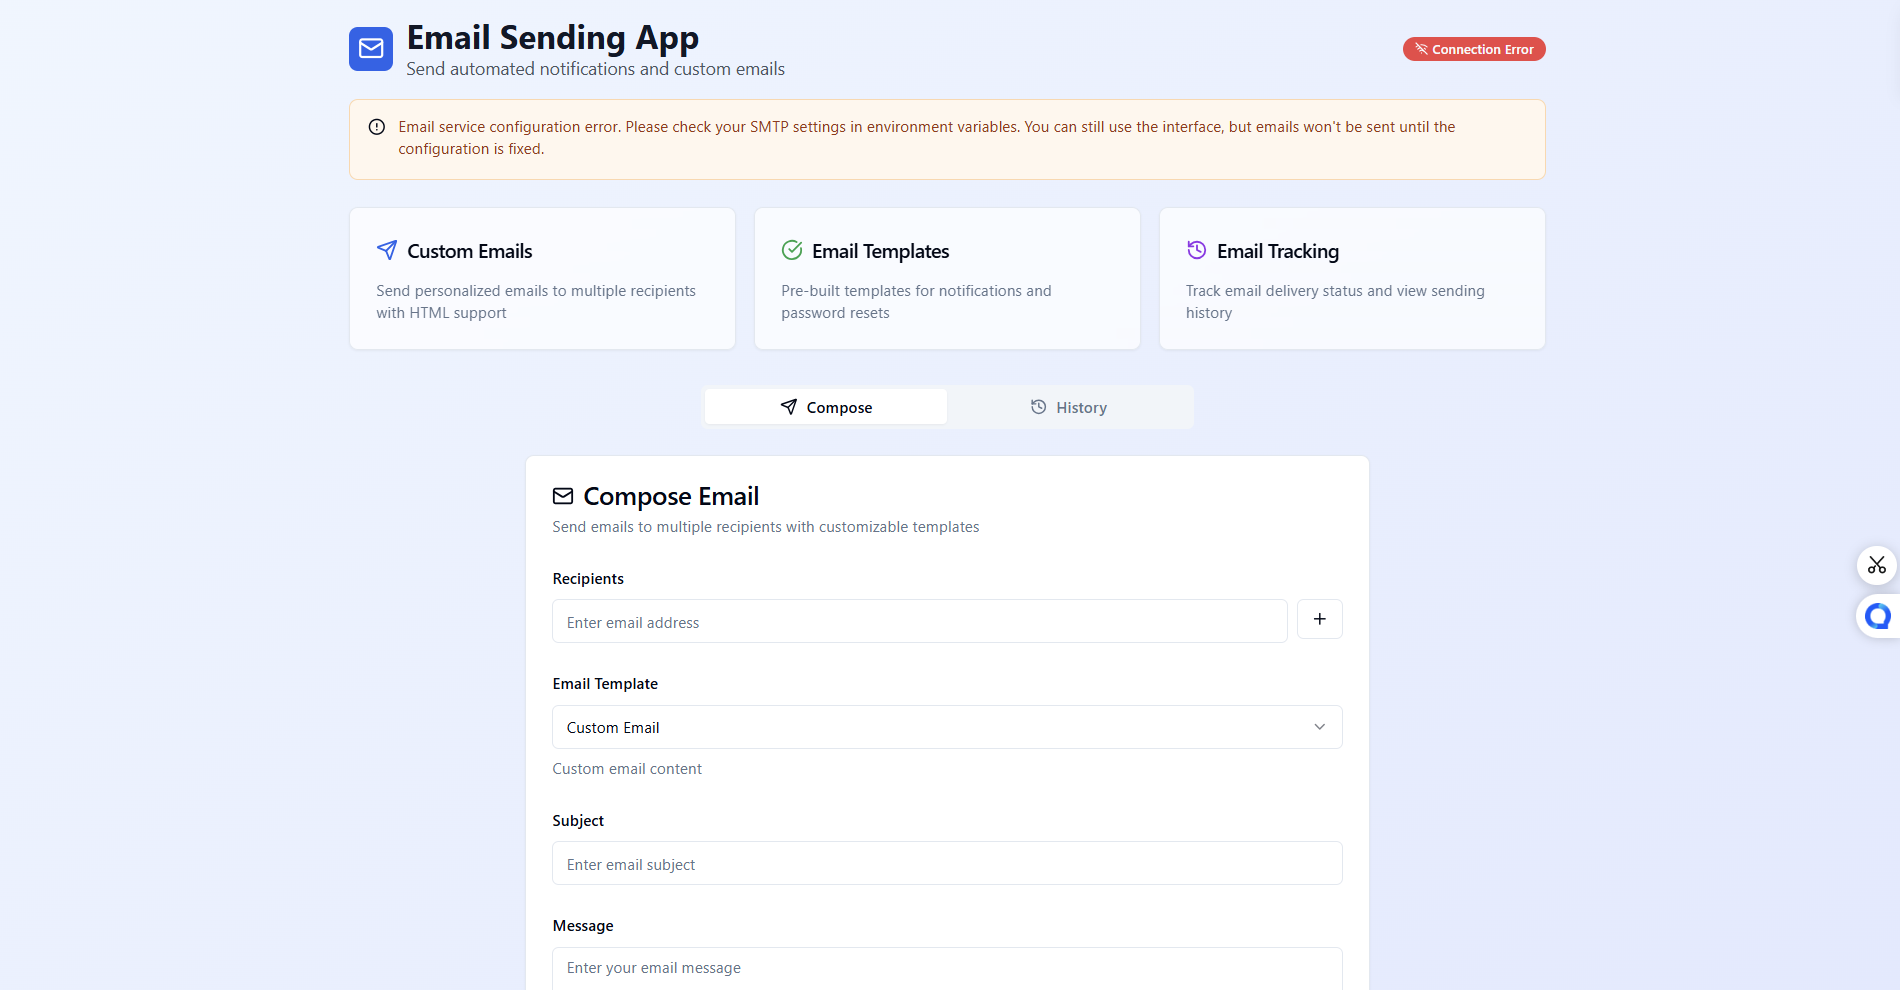 Email Sending App
Send automated notifications and custom emails
Connection Error
Email service configuration error. Please check your SMTP settings in environment variables. You can still use the interface, but emails won't be sent until the
configuration is fixed.
Custom Emails
Send personalized emails to multiple recipients
with HTML support
Email Templates
Pre-built templates for notifications and
password resets
Email Tracking
Track email delivery status and view sending
history
Compose
History
Compose Email
Send emails to multiple recipients with customizable templates
Recipients
Enter email address
+
Email Template
Custom Email
Custom email content
Subject
Enter email subject
Message
Enter your email message